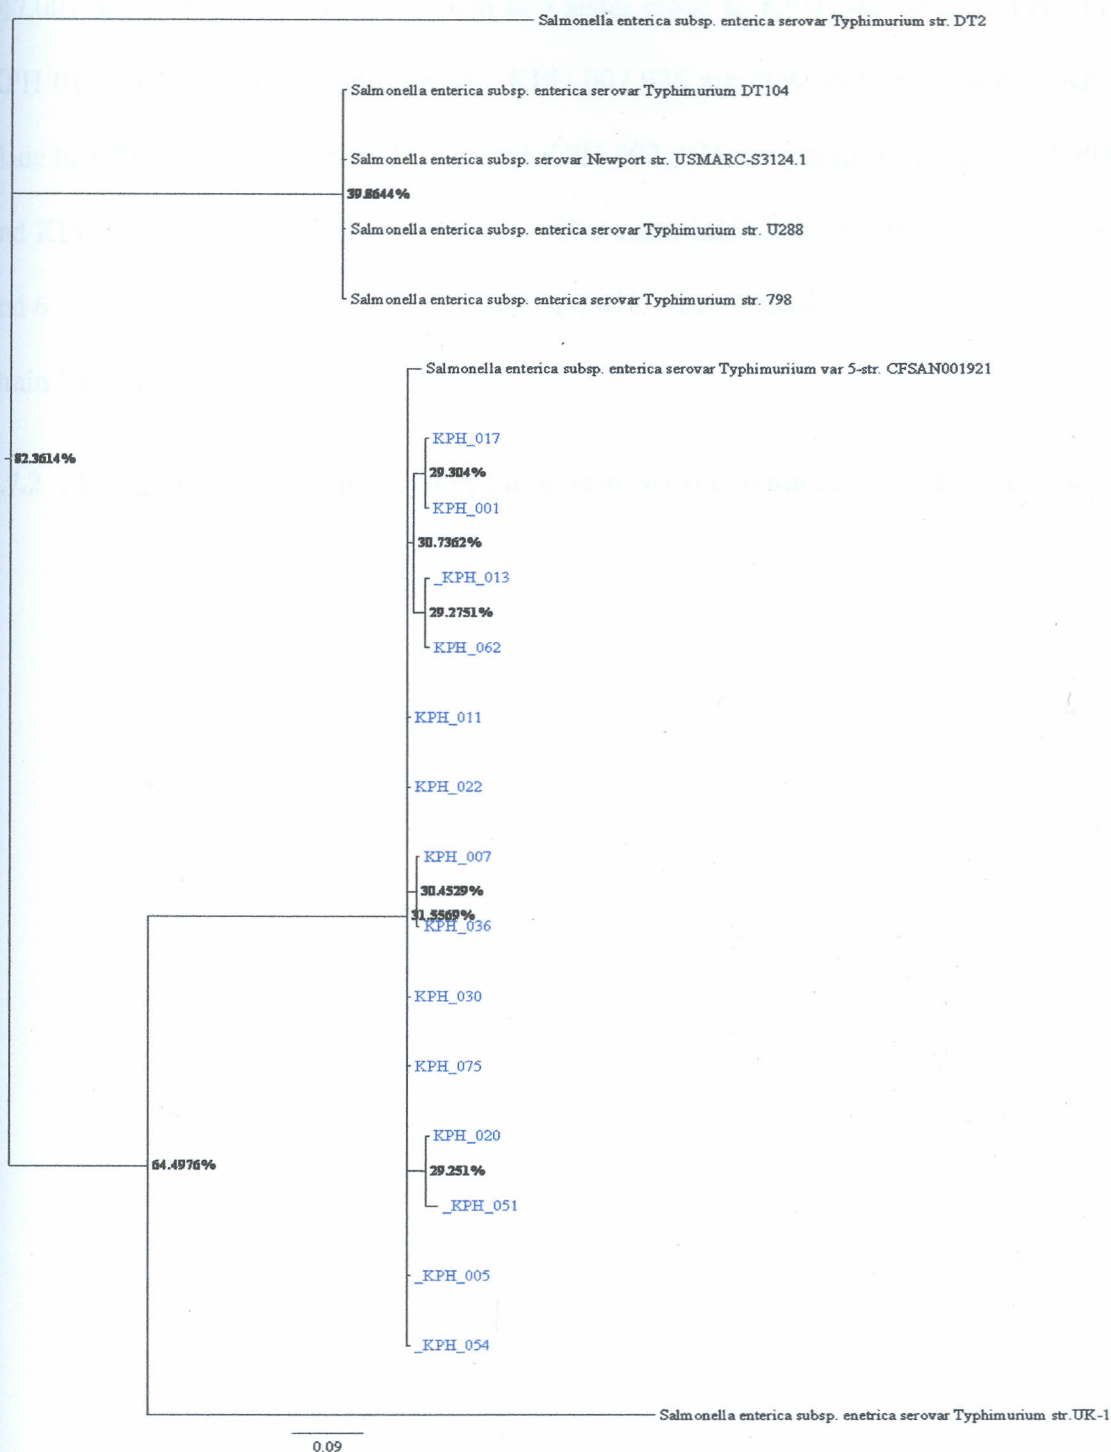 Salmonella enterica subsp. enterica serovar Typhimurium str. DT2
Salmonella enterica subsp. enterica serovar Typhimurium DT104
Salmonella enterica subsp. serovar Newport str. USMARC-S3124.1
39.8644%
Salmonella enterica subsp. enterica serovar Typhimurium str. U288
Salmonella enterica subsp. enterica serovar Typhimurium str. 798
Salmonella enterica subsp. enterica serovar Typhimuriium var 5-str. CFSAN001921
KPH_017
82.3614%
29.304%
KPH_001
30.7362%
_KPH_013
29.2751%
KPH_062
KPH_011
KPH_022
KPH_007
30.4529%
31.5569%
KPH_036
KPH_030
KPH_075
KPH_020
64.4976%
29.251%
_KPH_051
_KPH_005
_KPH_054
Salmonella enterica subsp. enetrica serovar Typhimurium str.UK-1
0.09